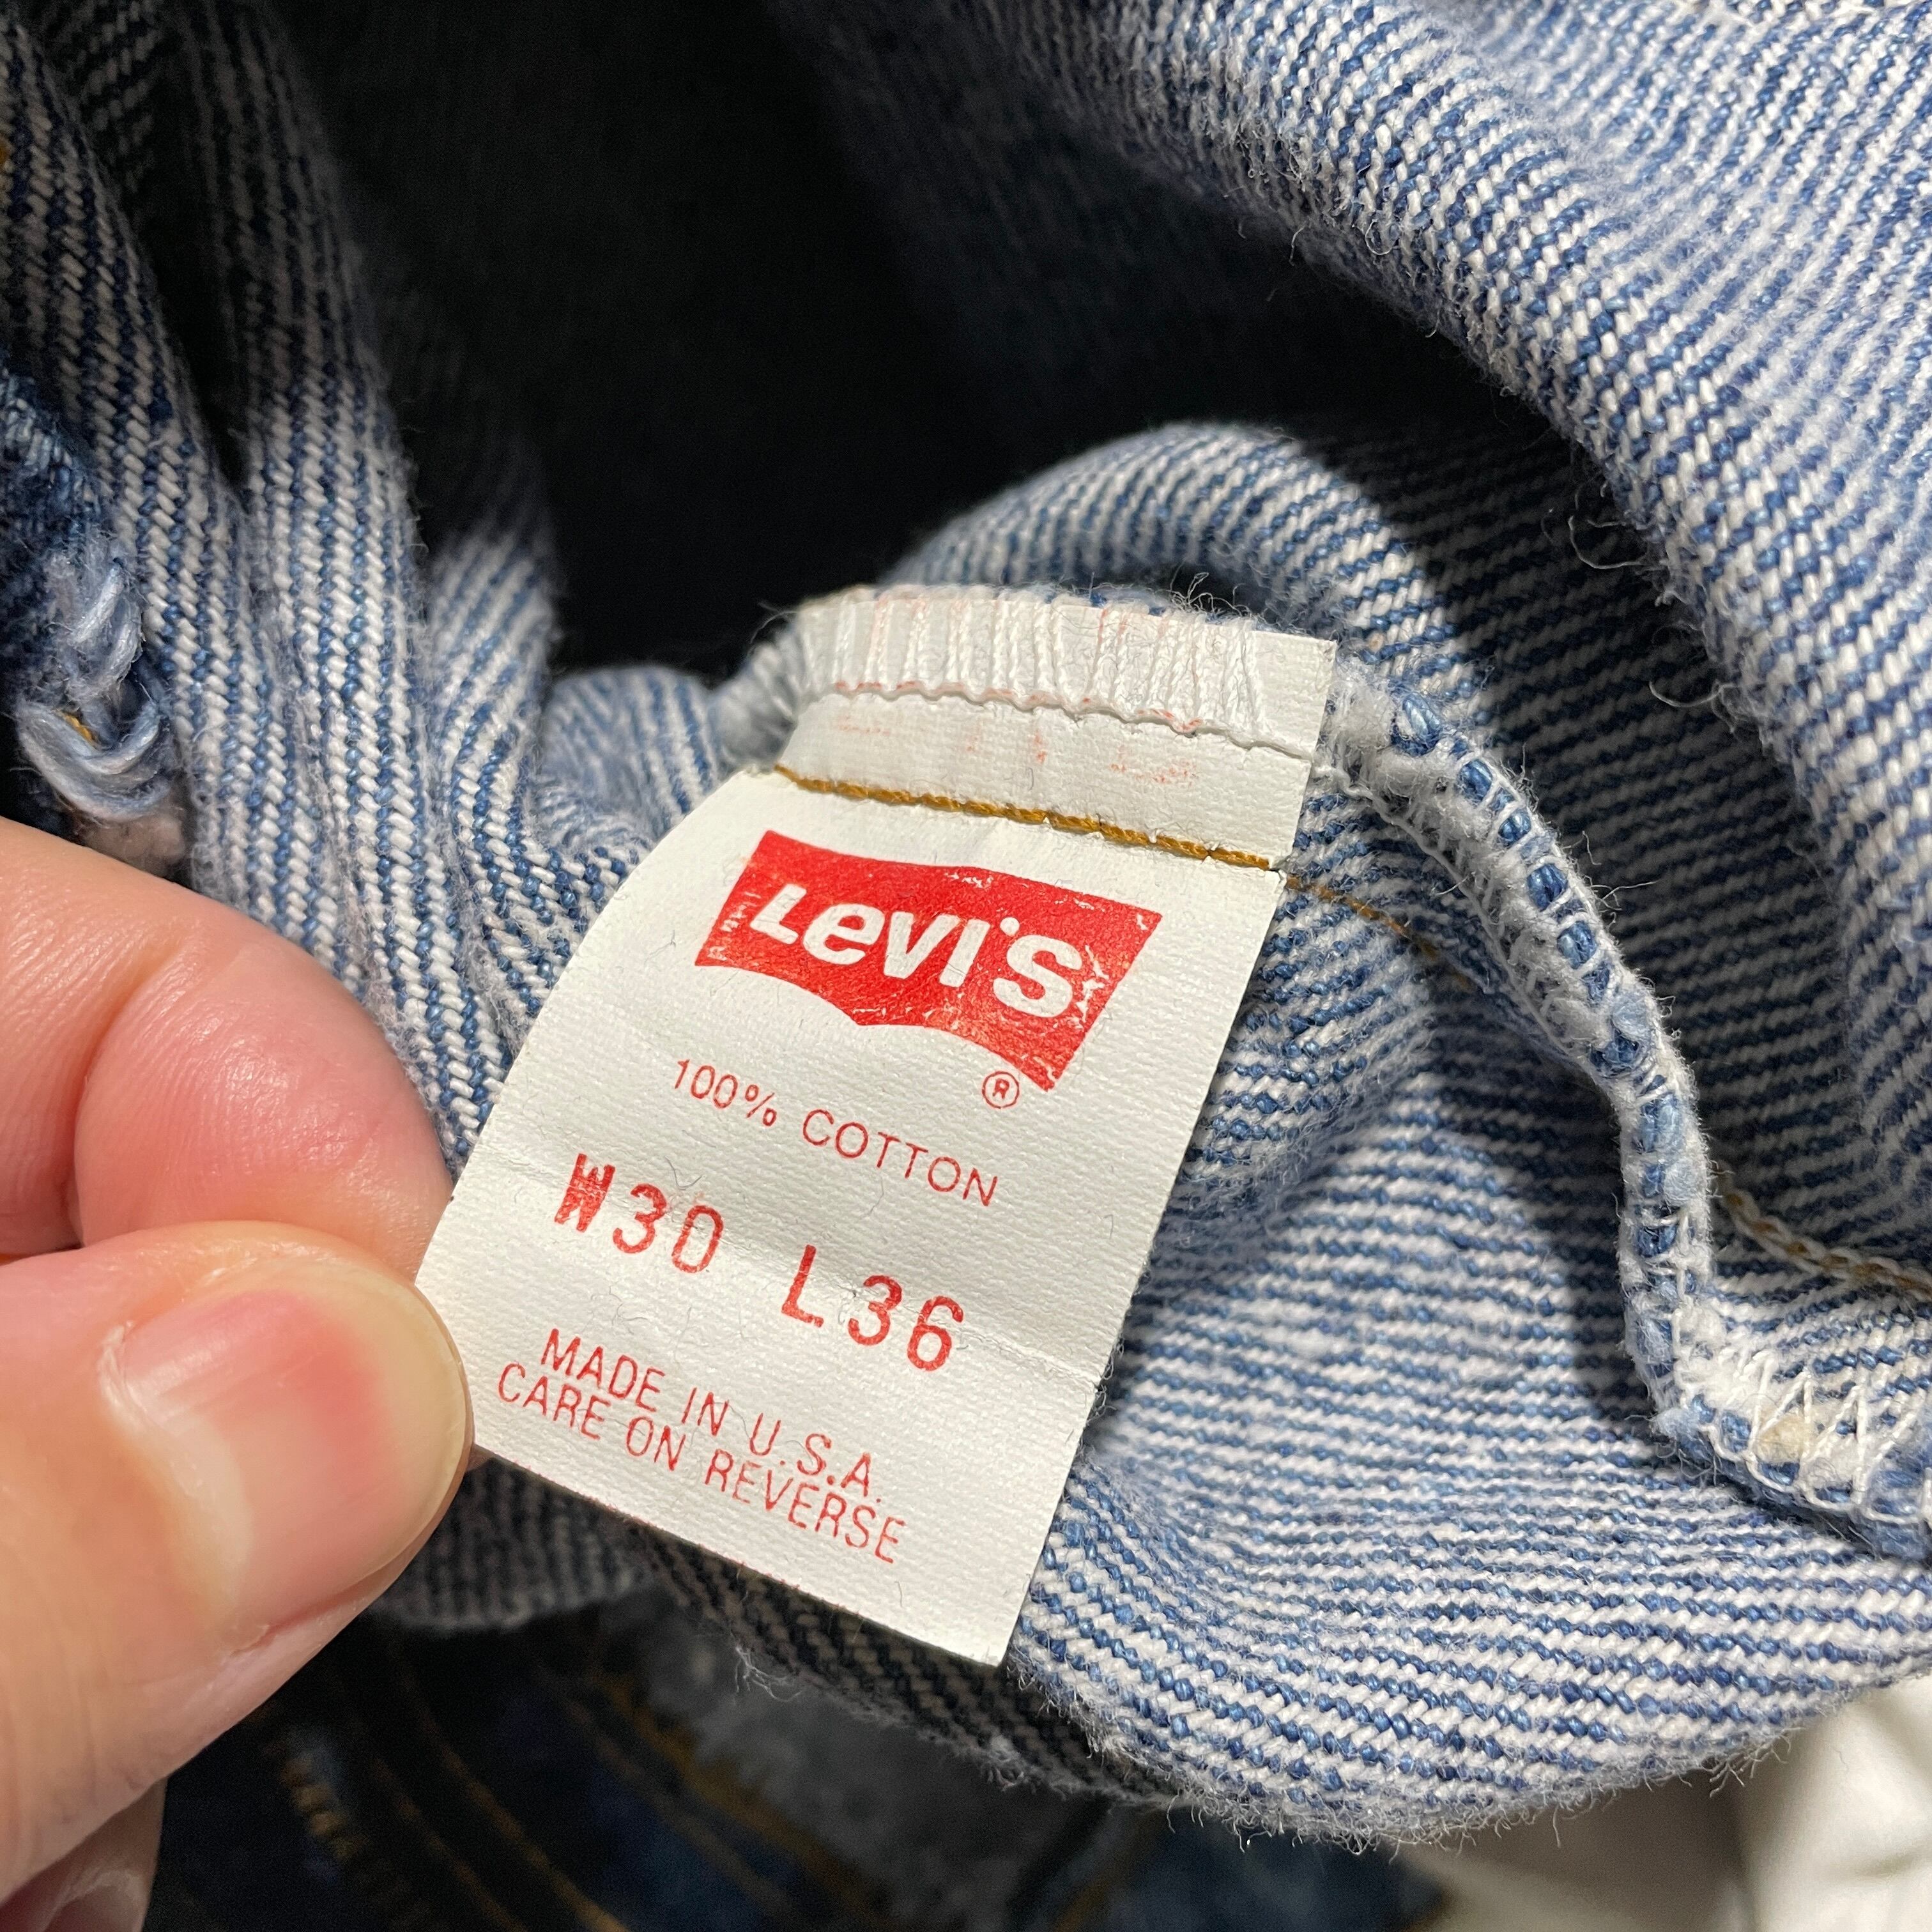 Levi's
®
100% COTTON
W30 L36
MADE IN U.S.A.
CARE ON REVERSE